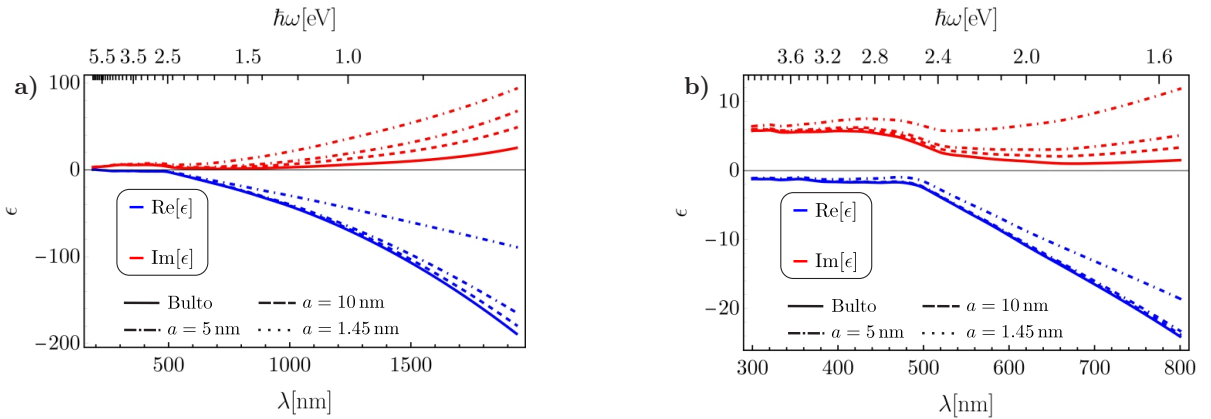 ħω[eV]
5.5 3.5 2.5 1.5 1.0
a)
100
0
−100
−200
ϵ
Re[ϵ]
Im[ϵ]
Bulto
a = 10 nm
a = 5 nm
a = 1.45 nm
500 1000 1500
λ[nm]
ħω[eV]
3.6 3.2 2.8 2.4 2.0 1.6
b)
10
0
−10
−20
ϵ
Re[ϵ]
Im[ϵ]
Bulto
a = 10 nm
a = 5 nm
a = 1.45 nm
300 400 500 600 700 800
λ[nm]